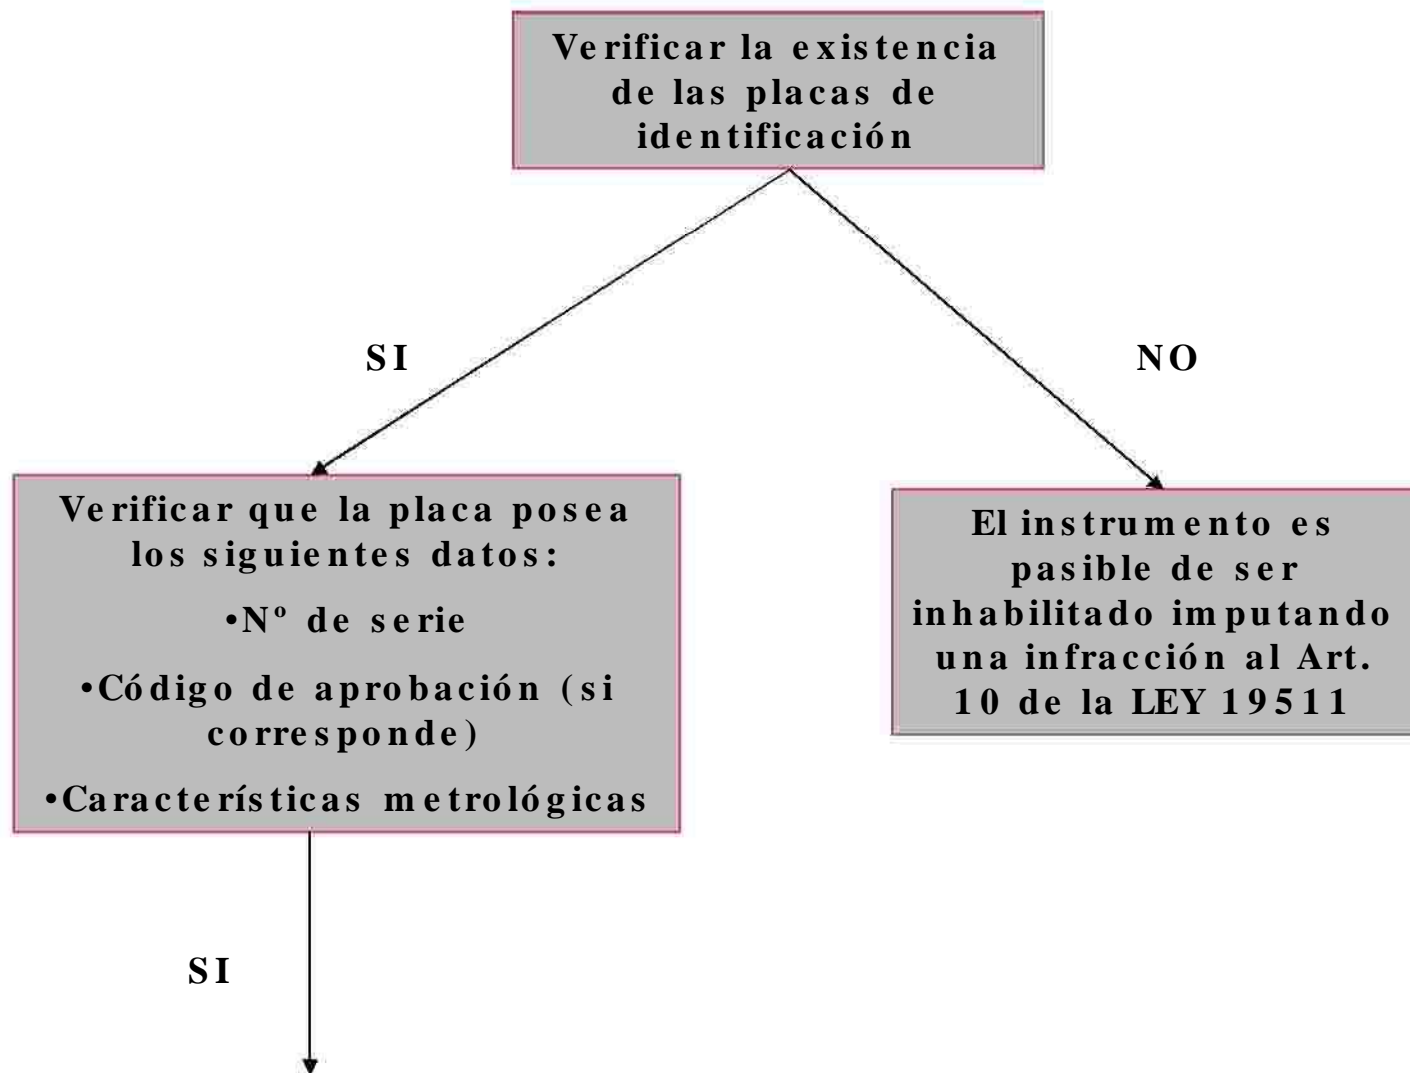 Verificar la existencia
de las placas de
identificación
SI
NO
Verificar que la placa posea
los siguientes datos:
•Nº de serie
•Código de aprobación (si
corresponde)
•Características metrológicas
El instrumento es
pasible de ser
inhabilitado imputando
una infracción al Art.
10 de la LEY 19511
SI